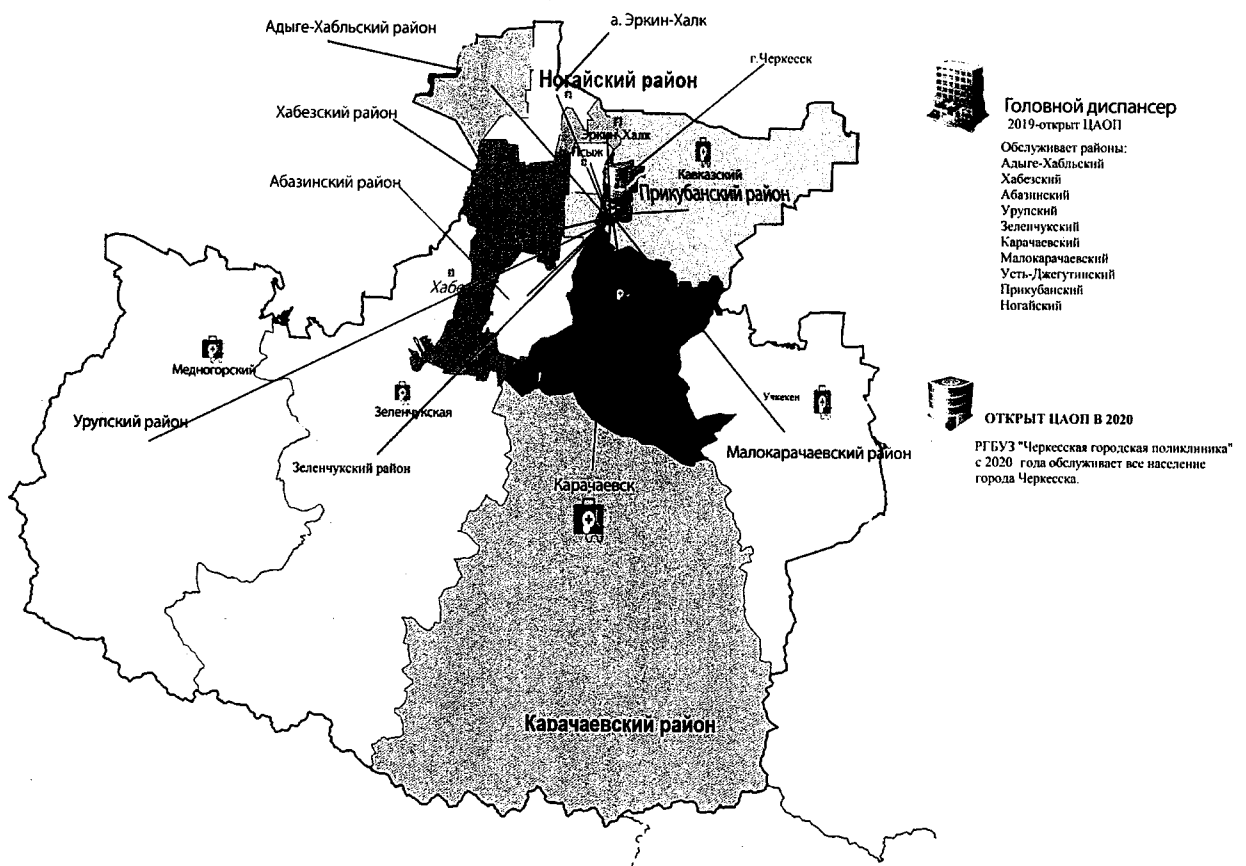 Адыге-Хабльский район
а. Эркин-Халк
г.Черкесск
Ногайский район
Хабезский район
Эркин-Халк
Псыж
Кавказский
Абазинский район
Прикубанский район
Медногорский
Зеленчукская
Учкекен
Урупский район
Малокарачаевский район
Зеленчукский район
Карачаевск
Карачаевский район
Головной диспансер
2019-открыт ЦАОП
Обслуживает районы:
Адыге-Хабльский
Хабезский
Абазинский
Урупский
Зеленчукский
Карачаевский
Малокарачаевский
Усть-Джегутинский
Прикубанский
Ногайский
ОТКРЫТ ЦАОП В 2020
РГБУЗ "Черкесская городская поликлиника"
с 2020 года обслуживает все население
города Черкесска.